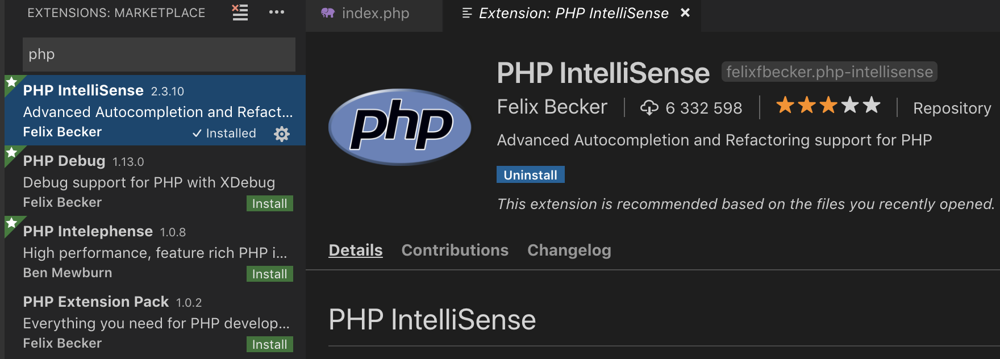 EXTENSIONS: MARKETPLACE
php
PHP IntelliSense 2.3.10
Advanced Autocompletion and Refact...
Felix Becker ✓ Installed
PHP Debug 1.13.0
Debug support for PHP with XDebug
Felix Becker Install
PHP Intelephense 1.0.8
High performance, feature rich PHP i...
Ben Mewburn Install
PHP Extension Pack 1.0.2
Everything you need for PHP develop...
Felix Becker Install
index.php Extension: PHP IntelliSense
php
PHP IntelliSense felixfbecker.php-intellisense
Felix Becker 6 332 598 Repository
Advanced Autocompletion and Refactoring support for PHP
Uninstall
This extension is recommended based on the files you recently opened.
Details Contributions Changelog
PHP IntelliSense